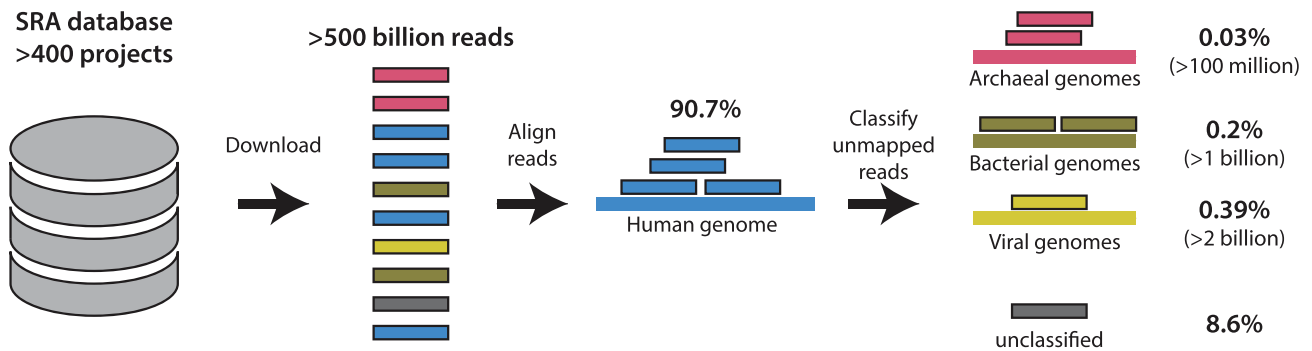 SRA database
>400 projects
Download
>500 billion reads
Align
reads
90.7%
Human genome
Classify
unmapped
reads
Archaeal genomes
0.03%
(>100 million)
Bacterial genomes
0.2%
(>1 billion)
Viral genomes
0.39%
(>2 billion)
unclassified
8.6%